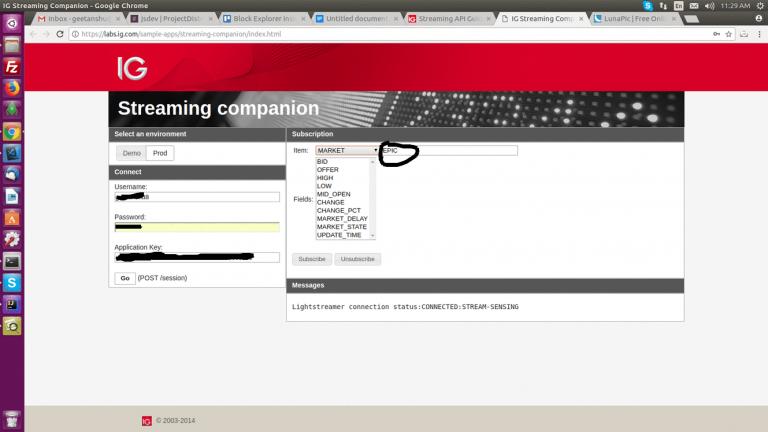 IG Streaming Companion - Google Chrome
En
11:29 AM
Inbox - geetanshu
jsdev | ProjectDist
Block Explorer Insi
Untitled document
Streaming API Guid
IG Streaming Comp
LunaPic | Free Onli
https://labs.ig.com/sample-apps/streaming-companion/index.html
IG
Streaming companion
Select an environment
Demo
Prod
Connect
Username:
Password:
Application Key:
Go
(POST /session)
Subscription
Item:
MARKET
EPIC
Fields:
BID
OFFER
HIGH
LOW
MID_OPEN
CHANGE
CHANGE_PCT
MARKET_DELAY
MARKET_STATE
UPDATE_TIME
Subscribe
Unsubscribe
Messages
Lightstreamer connection status:CONNECTED:STREAM-SENSING
IG
© 2003-2014